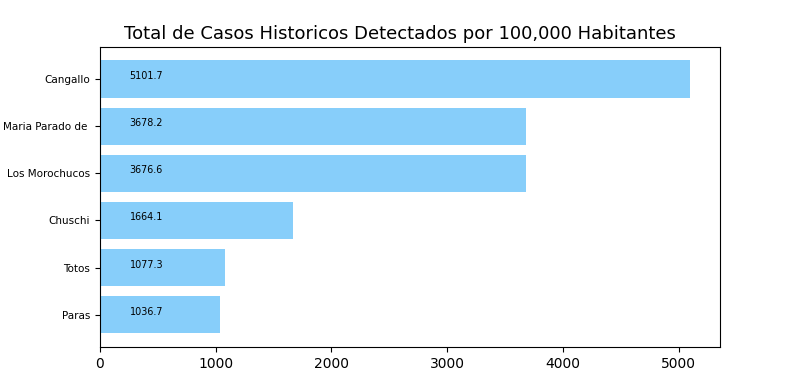 Total de Casos Historicos Detectados por 100,000 Habitantes
Cangallo 5101.7
Maria Parado de 3678.2
Los Morochucos 3676.6
Chuschi 1664.1
Totos 1077.3
Paras 1036.7
0 1000 2000 3000 4000 5000